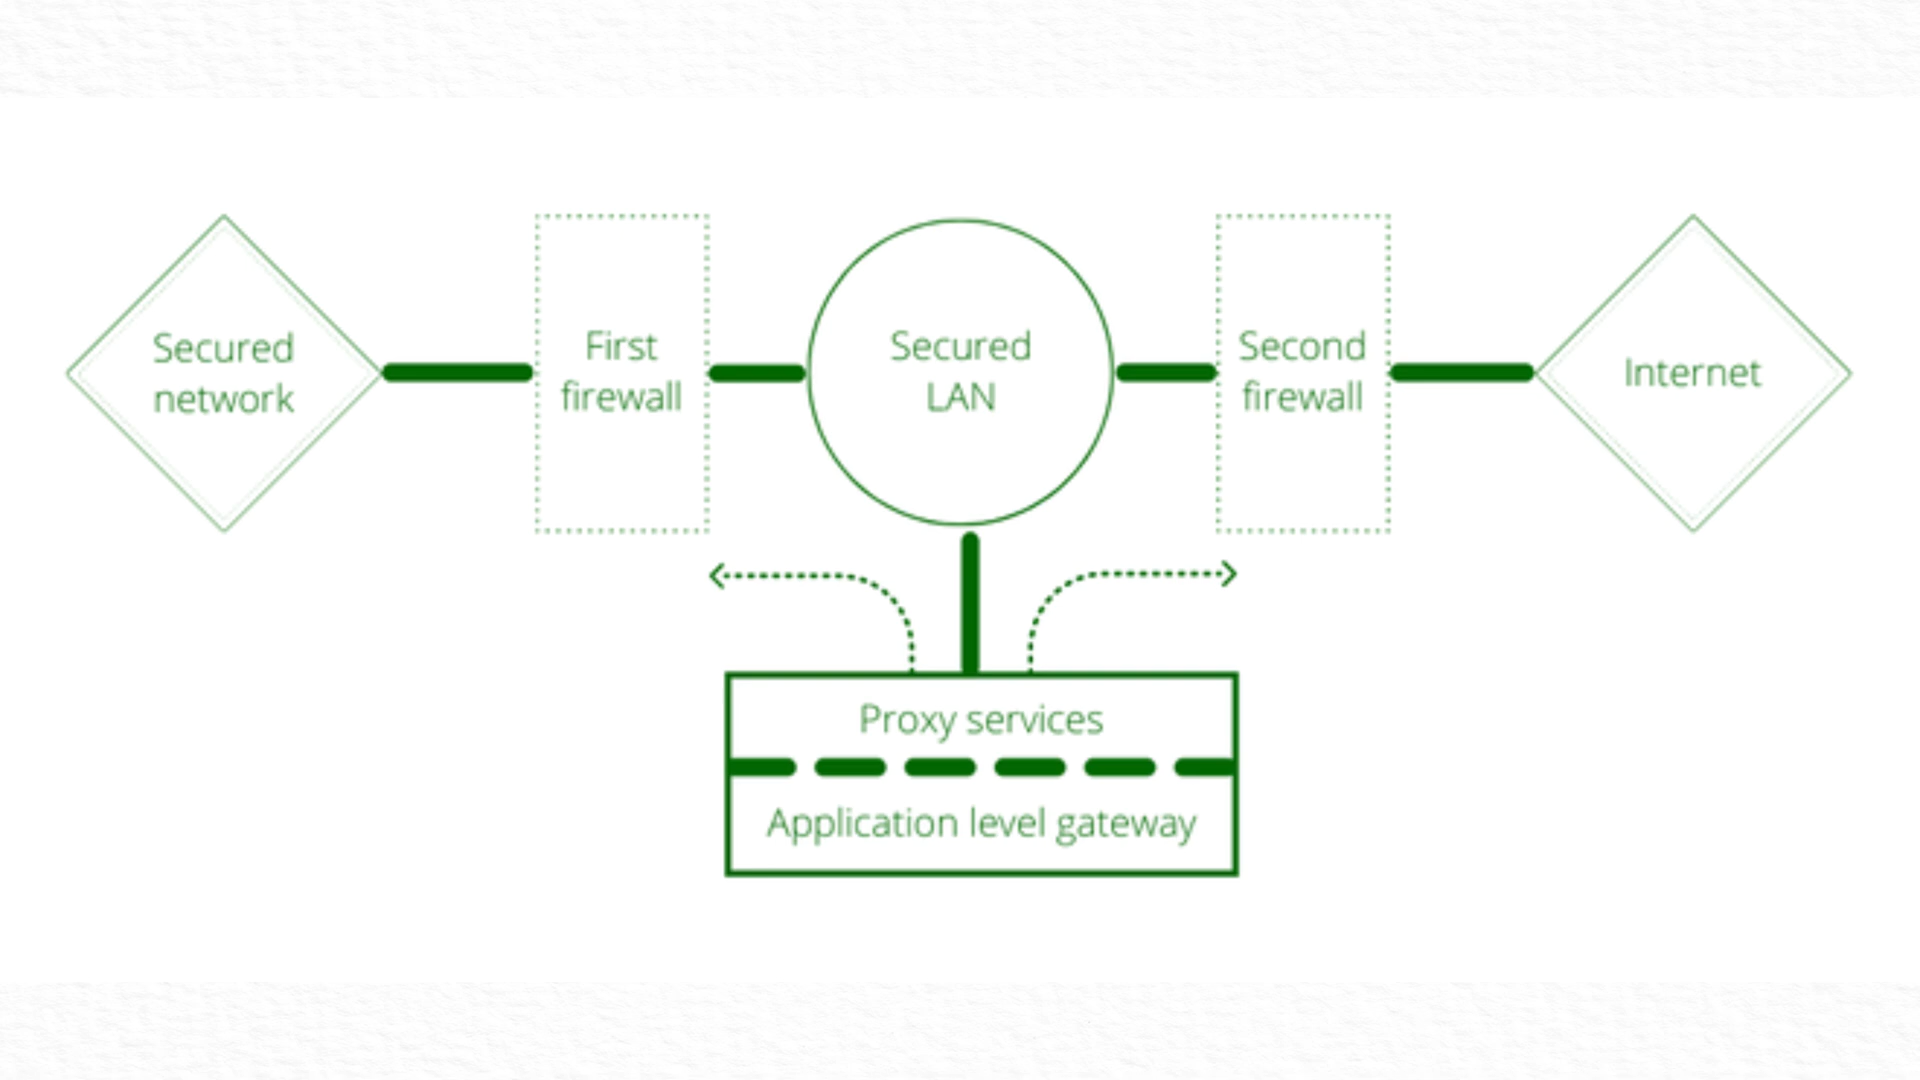 Secured
network
First
firewall
Secured
LAN
Second
firewall
Internet
Proxy services
Application level gateway